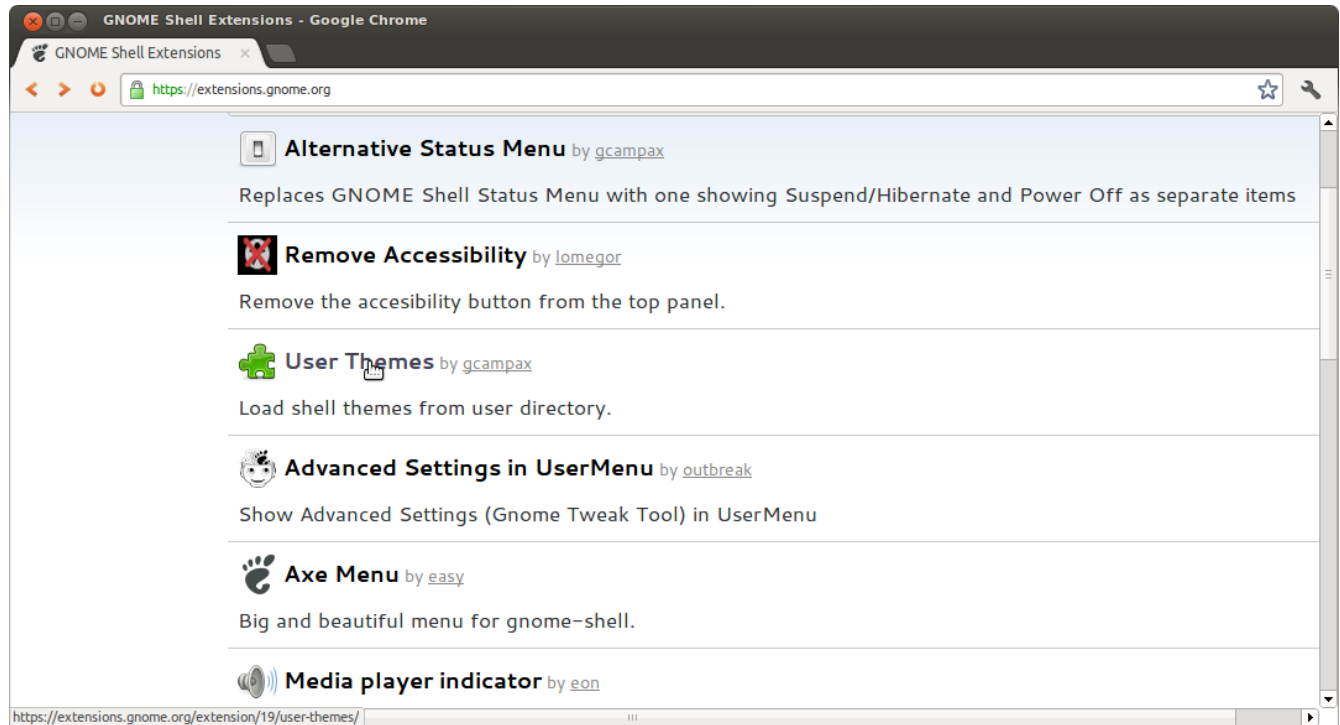 GNOME Shell Extensions - Google Chrome
GNOME Shell Extensions
https://extensions.gnome.org
Alternative Status Menu by gcampax
Replaces GNOME Shell Status Menu with one showing Suspend/Hibernate and Power Off as separate items
Remove Accessibility by lomegor
Remove the accesibility button from the top panel.
User Themes by gcampax
Load shell themes from user directory.
Advanced Settings in UserMenu by outbreak
Show Advanced Settings (Gnome Tweak Tool) in UserMenu
Axe Menu by easy
Big and beautiful menu for gnome-shell.
Media player indicator by eon
https://extensions.gnome.org/extension/19/user-themes/